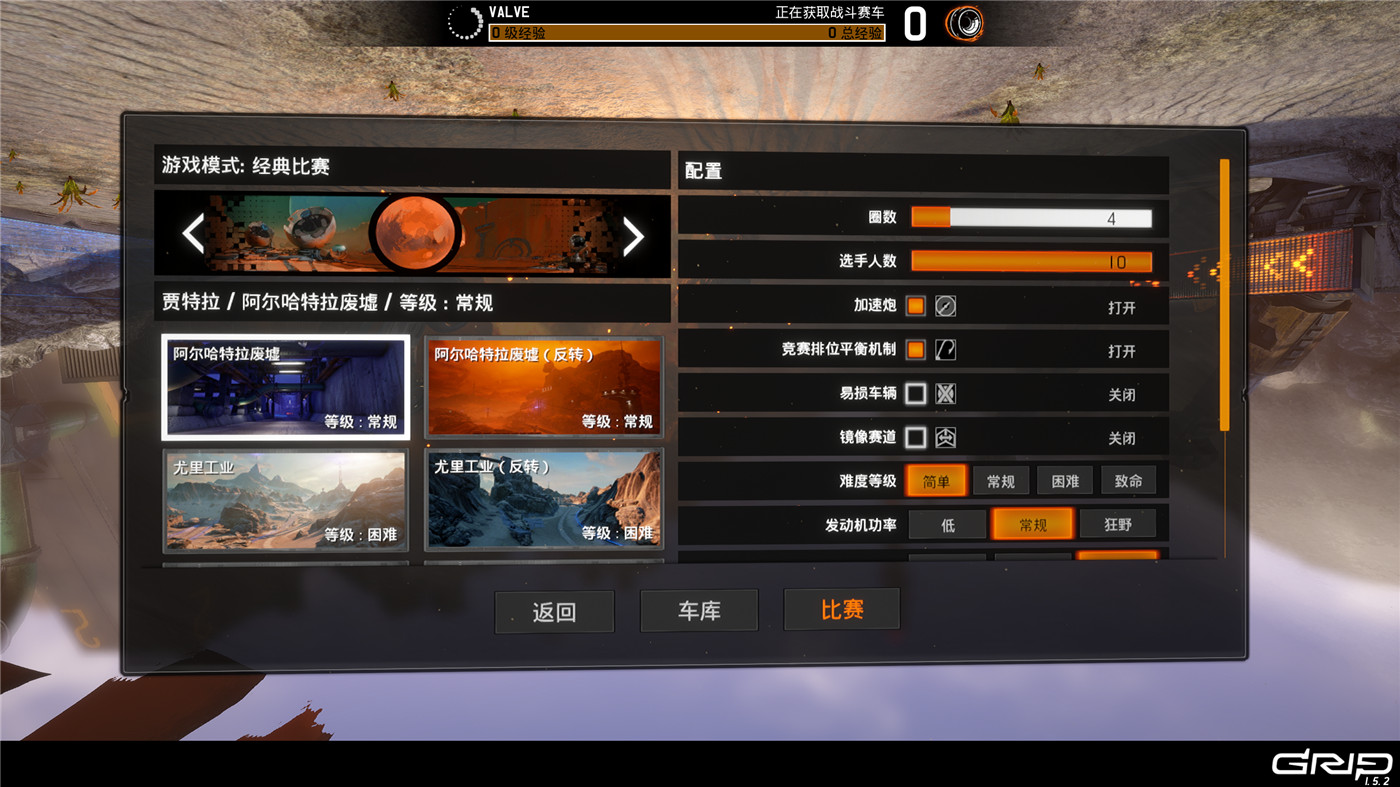 VALVE
正在获取战斗赛车
0 级经验
0 总经验
0
游戏模式: 经典比赛
贾特拉 / 阿尔哈特拉废墟 / 等级 : 常规
阿尔哈特拉废墟
等级 : 常规
阿尔哈特拉废墟 ( 反转 )
等级 : 常规
尤里工业
等级 : 困难
尤里工业 ( 反转 )
等级 : 困难
配置
圈数 4
选手人数 10
加速炮 打开
竞赛排位平衡机制 打开
易损车辆 关闭
镜像赛道 关闭
难度等级 简单 常规 困难 致命
发动机功率 低 常规 狂野
返回 车库 比赛
GRIP
1.5.2